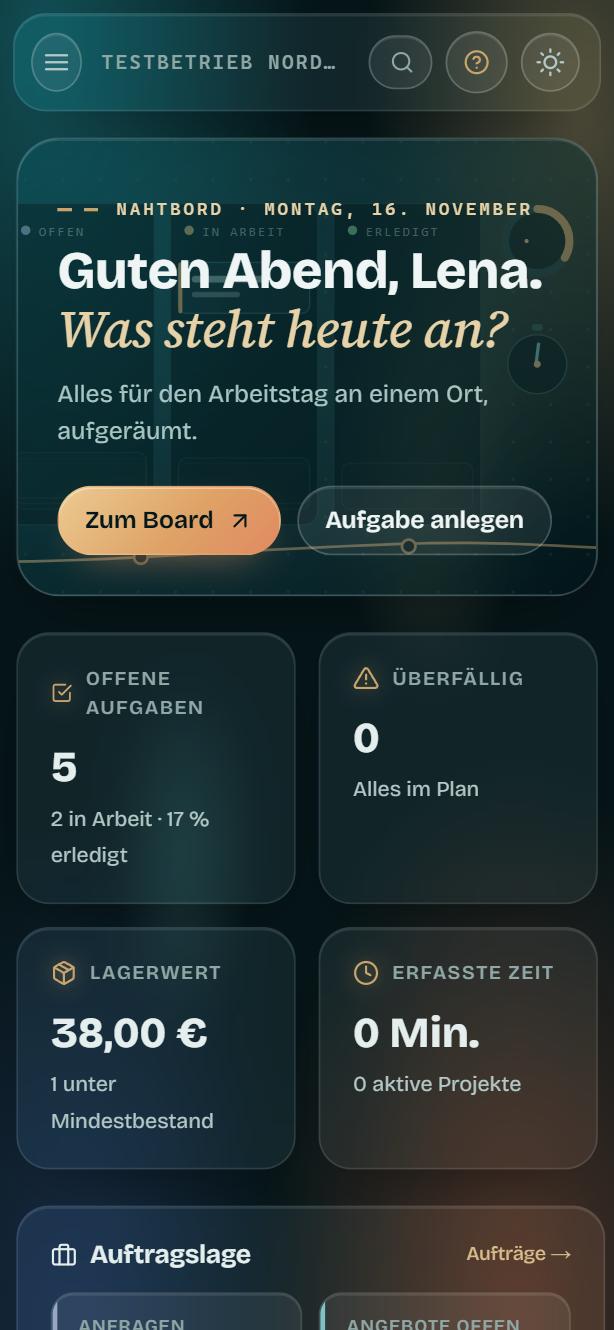 TESTBETRIEB NORD…
NAHTBORD · MONTAG, 16. NOVEMBER
OFFEN
IN ARBEIT
ERLEDIGT
Guten Abend, Lena.
Was steht heute an?
Alles für den Arbeitstag an einem Ort,
aufgeräumt.
Zum Board
Aufgabe anlegen
OFFENE
AUFGABEN
5
2 in Arbeit · 17 %
erledigt
ÜBERFÄLLIG
0
Alles im Plan
LAGERWERT
38,00 €
1 unter
Mindestbestand
ERFASSTE ZEIT
0 Min.
0 aktive Projekte
Auftragslage
Aufträge →
ANFRAGEN
ANGEBOTE OFFEN